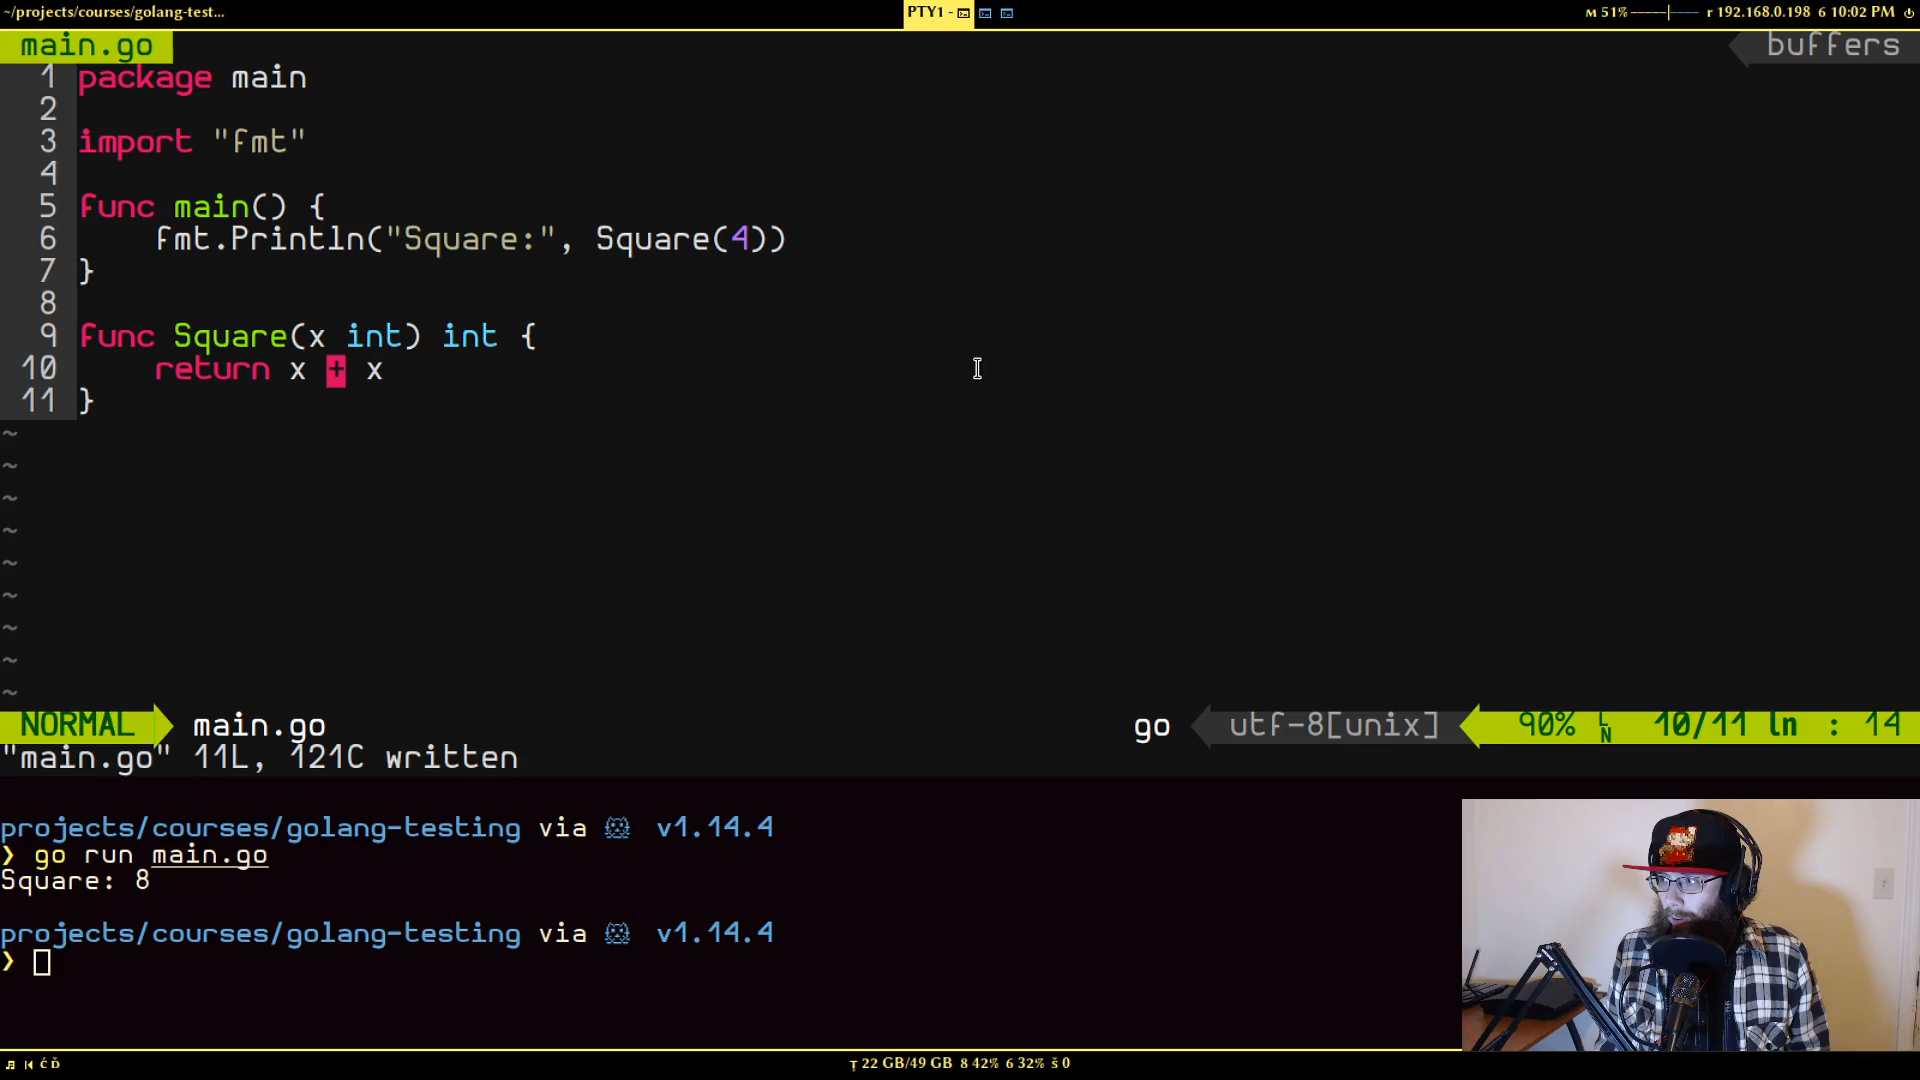 ~/projects/courses/golang-test...
PTY1 -
M 51% r 192.168.0.198 6 10:02 PM
main.go
buffers
1 package main
2
3 import "fmt"
4
5 func main() {
6 fmt.Println("Square:", Square(4))
7 }
8
9 func Square(x int) int {
10 return x + x
11 }
~
~
~
~
~
~
~
~
~
NORMAL main.go go utf-8[unix] 90% LN 10/11 ln : 14
"main.go" 11L, 121C written
projects/courses/golang-testing via v1.14.4
❯ go run main.go
Square: 8
projects/courses/golang-testing via v1.14.4
❯
Ț 22 GB/49 GB 8 42% 6 32% š 0